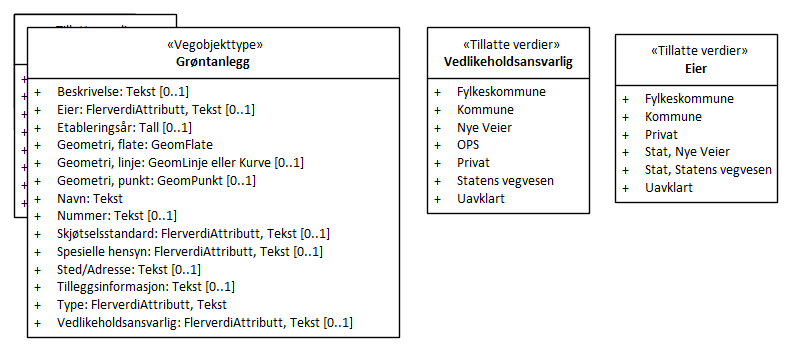 «Vegobjekttype»
Grøntanlegg
+ Beskrivelse: Tekst [0..1]
+ Eier: FlerverdiAttributt, Tekst [0..1]
+ Etableringsår: Tall [0..1]
+ Geometri, flate: GeomFlate
+ Geometri, linje: GeomLinje eller Kurve [0..1]
+ Geometri, punkt: GeomPunkt [0..1]
+ Navn: Tekst
+ Nummer: Tekst [0..1]
+ Skjøtselsstandard: FlerverdiAttributt, Tekst [0..1]
+ Spesielle hensyn: FlerverdiAttributt, Tekst [0..1]
+ Sted/Adresse: Tekst [0..1]
+ Tilleggsinformasjon: Tekst [0..1]
+ Type: FlerverdiAttributt, Tekst
+ Vedlikeholdsansvarlig: FlerverdiAttributt, Tekst [0..1]
«Tillatte verdier»
Vedlikeholdsansvarlig
+ Fylkeskommune
+ Kommune
+ Nye Veier
+ OPS
+ Privat
+ Statens vegvesen
+ Uavklart
«Tillatte verdier»
Eier
+ Fylkeskommune
+ Kommune
+ Privat
+ Stat, Nye Veier
+ Stat, Statens vegvesen
+ Uavklart